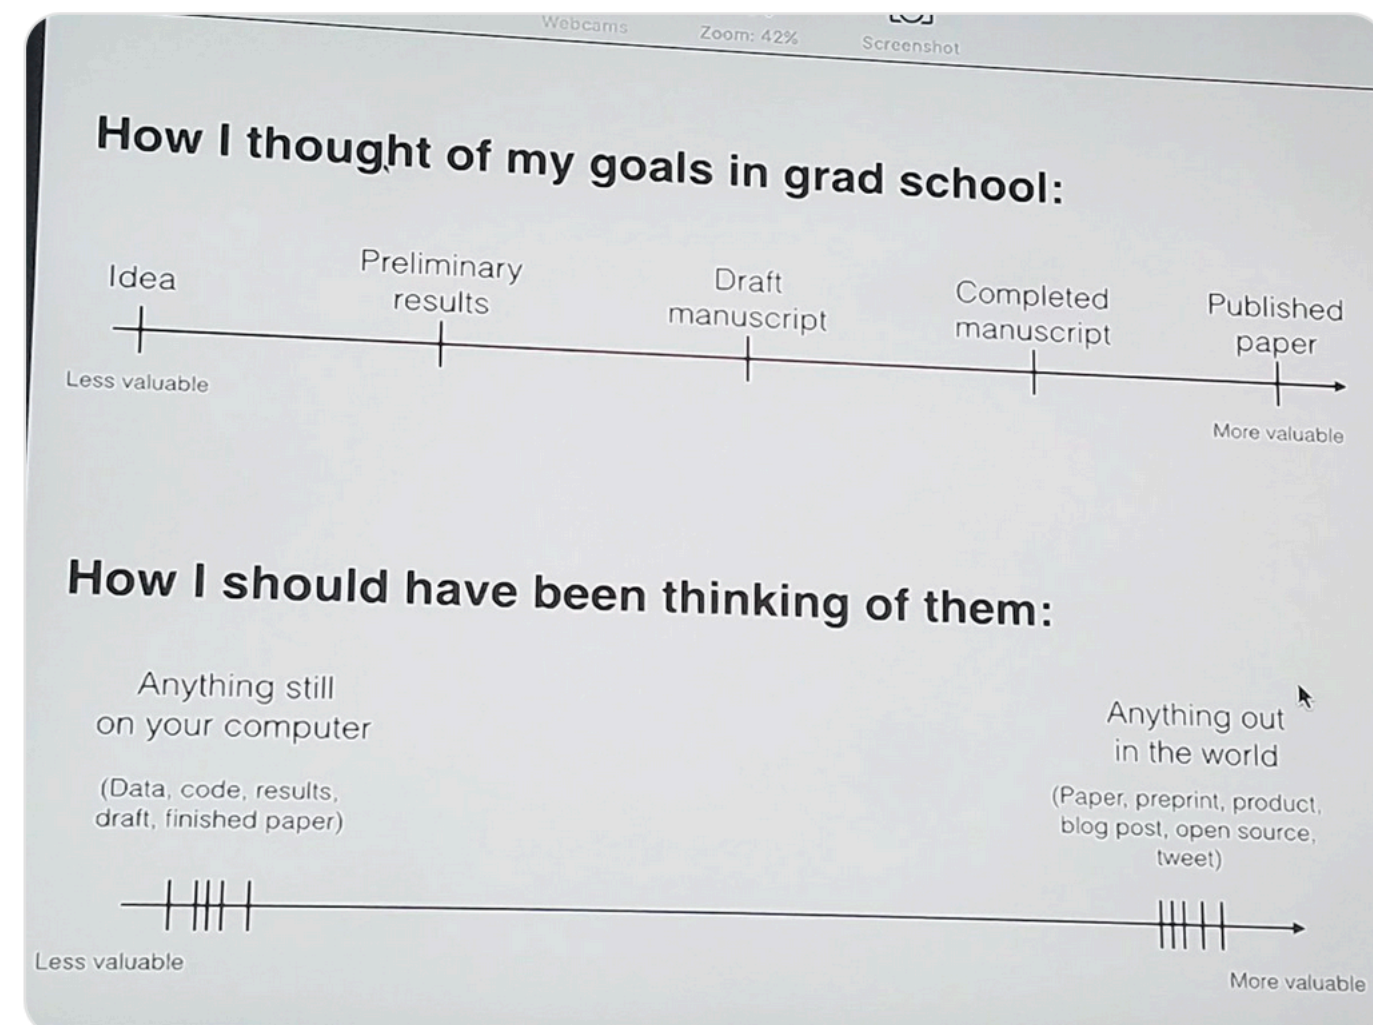 Webcams
Zoom: 42%
Screenshot
How I thought of my goals in grad school:
Idea
Preliminary
results
Draft
manuscript
Completed
manuscript
Published
paper
Less valuable
More valuable
How I should have been thinking of them:
Anything still
on your computer
(Data, code, results,
draft, finished paper)
Anything out
in the world
(Paper, preprint, product,
blog post, open source,
tweet)
Less valuable
More valuable